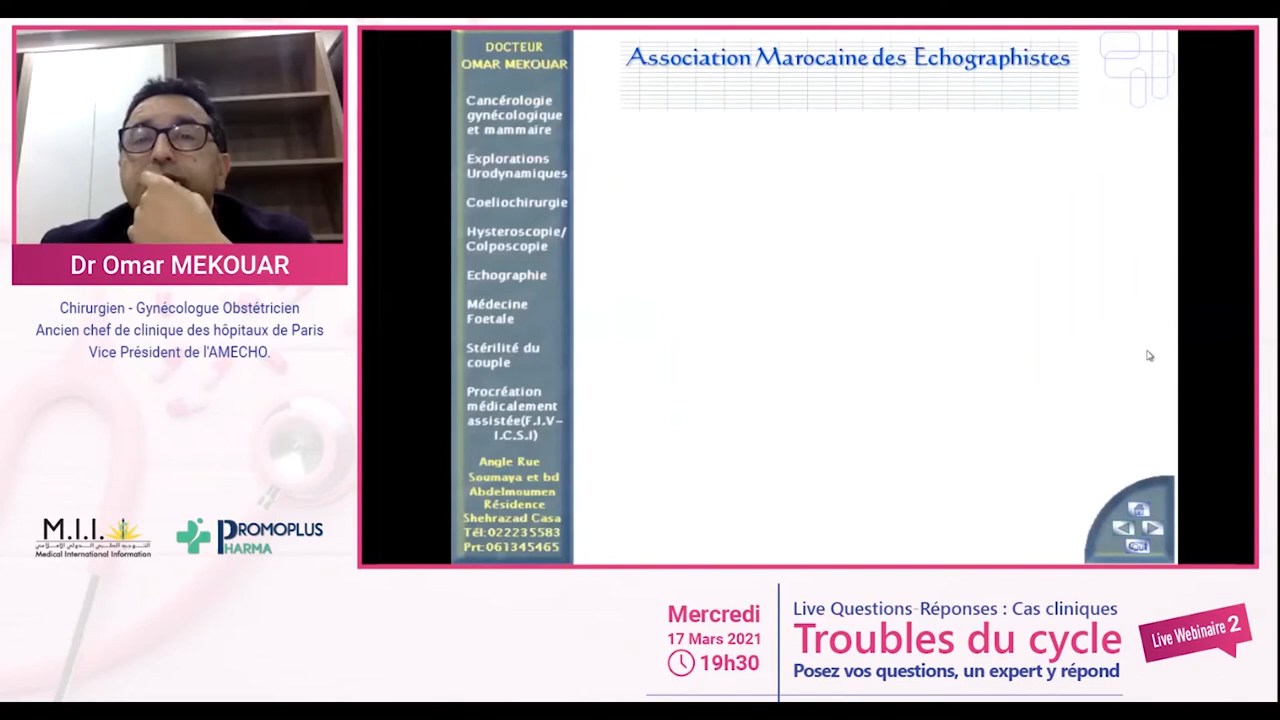 Dr Omar MEKOUAR
Chirurgien - Gynécologue Obstétricien
Ancien chef de clinique des hôpitaux de Paris
Vice Président de l'AMECHO.
M.I.I.
Medical International Information
PROMOPLUS
PHARMA
DOCTEUR
OMAR MEKOUAR
Cancérologie
gynécologique
et mammaire
Explorations
Urodynamiques
Coeliochirurgie
Hysteroscopie/
Colposcopie
Echographie
Médecine
Foetale
Stérilité du
couple
Procréation
médicalement
assistée(F.I.V-
I.C.S.I)
Angle Rue
Soumaya et bd
Abdelmoumen
Résidence
Shehrazad Casa
Tél:022235583
Prt:061345465
Association Marocaine des Echographistes
Mercredi
17 Mars 2021
19h30
Live Questions-Réponses : Cas cliniques
Troubles du cycle
Posez vos questions, un expert y répond
Live Webinaire 2